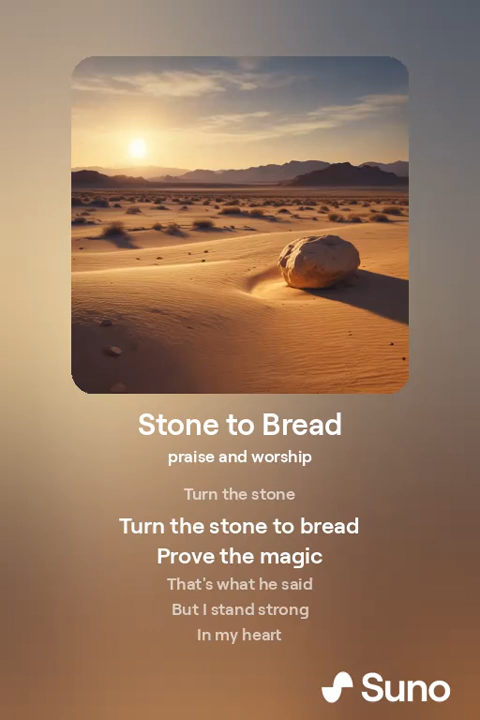 Stone to Bread
praise and worship
Turn the stone
Turn the stone to bread
Prove the magic
That's what he said
But I stand strong
In my heart
Suno